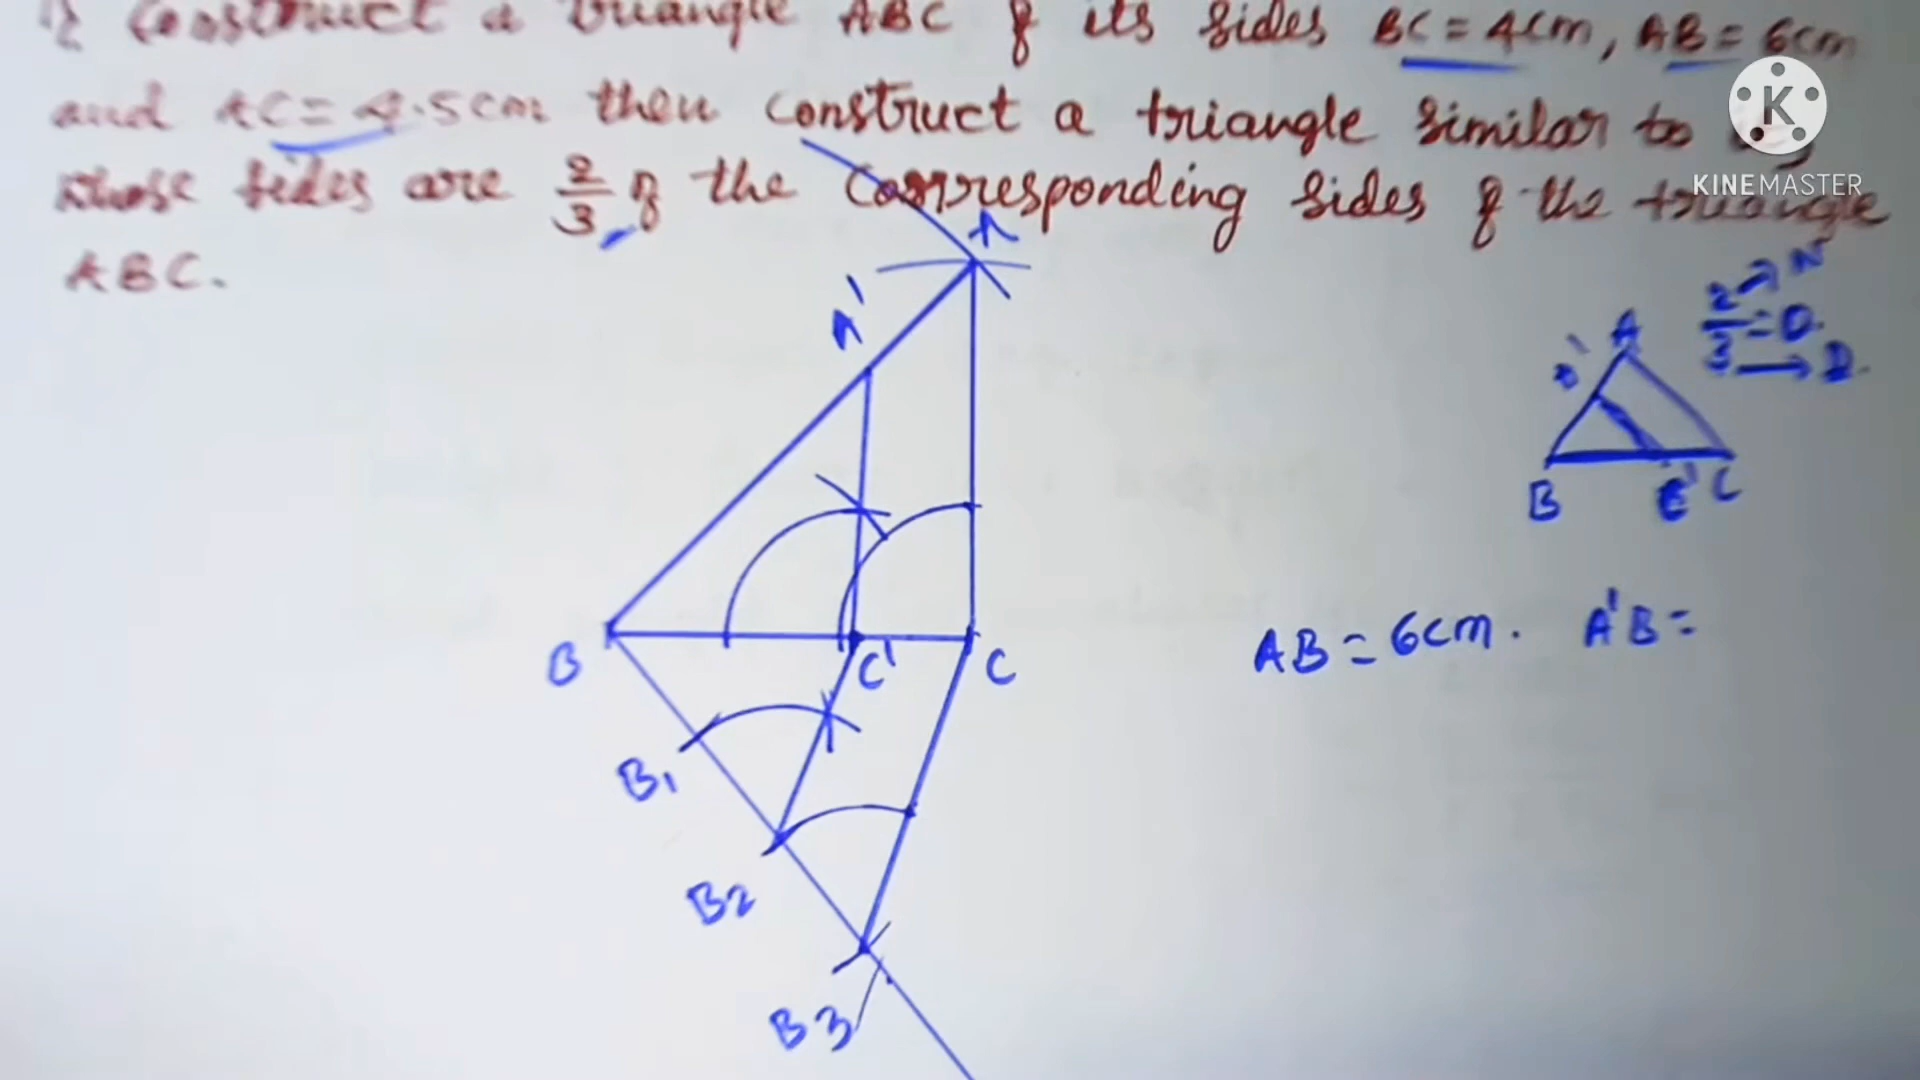 Construct a triangle ABC of its sides BC = 4cm, AB = 6cm
and AC = 4.5cm then construct a triangle similar to
whose sides are 2/3 of the corresponding sides of the triangle
ABC.
KINEMASTER
A
A'
B
C'
C
B1
B2
B3
2/3
N
D
A
B
C' C
AB = 6cm. A'B =